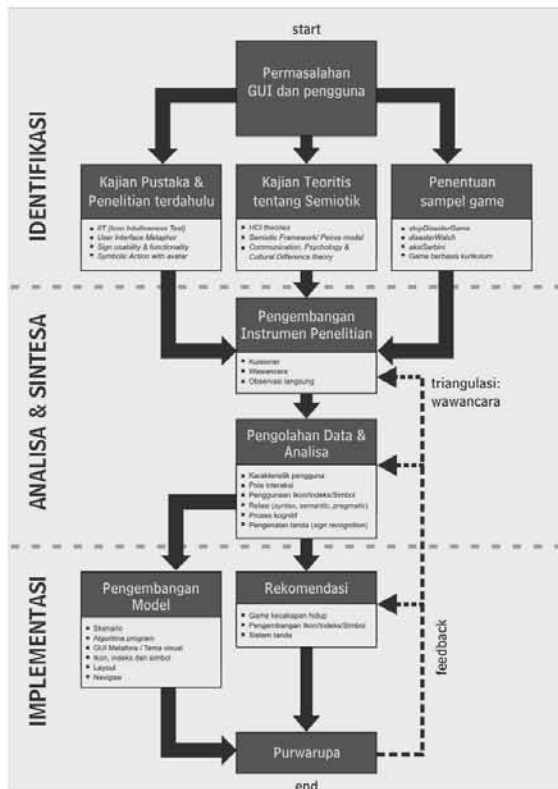 start
Permasalahan
GUI dan pengguna
IDENTIFIKASI
Kajian Pustaka &
Penelitian terdahulu
IIT (Icon Intuitiveness Test)
User Interface Metaphor
Sign usability & functionality
Symbolic Action with avatar
Kajian Teoritis
tentang Semiotik
HCI theories
Semiotic Framework/ Peirce model
Communication, Psychology &
Cultural Difference theory
Penentuan
sampel game
stopDisasterGame
disasterWatch
aksiSarbini
Game berbasis kurikulum
ANALISA & SINTESA
Pengembangan
Instrumen Penelitian
Kuisioner
Wawancara
Observasi langsung
triangulasi:
wawancara
Pengolahan Data &
Analisa
Karakteristik pengguna
Pola interaksi
Penggunaan Ikon/Indeks/Simbol
Relasi (syntax, semantic, pragmatic)
Proses kognitif
Pengenalan tanda (sign recognition)
IMPLEMENTASI
Pengembangan
Model
Skenario
Algoritma program
GUI Metafora / Tema visual
Ikon, indeks dan simbol
Layout
Navigasi
Rekomendasi
Game kecakapan hidup
Pengembangan Ikon/Indeks/Simbol
Sistem tanda
feedback
Purwarupa
end